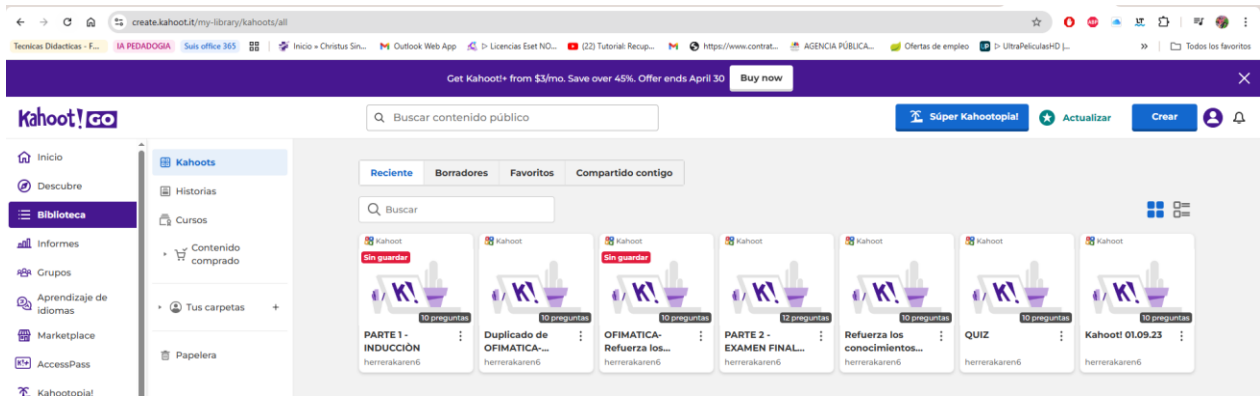 create.kahoot.it/my-library/kahoots/all
Tecnicas Didacticas - F...
IA PEDADOGIA
Suis office 365
Inicio » Christus Sin...
Outlook Web App
▷ Licencias Eset NO...
(22) Tutorial: Recup...
https://www.contrat...
AGENCIA PÚBLICA...
Ofertas de empleo
▷ UltraPeliculasHD |...
»
Todos los favoritos
Get Kahoot!+ from $3/mo. Save over 45%. Offer ends April 30
Buy now
Kahoot! GO
Buscar contenido público
Súper Kahootopia!
Actualizar
Crear
Inicio
Descubre
Biblioteca
Informes
Grupos
Aprendizaje de
idiomas
Marketplace
K!+
AccessPass
Kahootopia!
Kahoots
Historias
Cursos
Contenido
comprado
Tus carpetas +
Papelera
Reciente
Borradores
Favoritos
Compartido contigo
Buscar
Kahoot
Sin guardar
K!
10 preguntas
PARTE 1 -
INDUCCIÒN
herrerakaren6
Kahoot
K!
10 preguntas
Duplicado de
OFIMATICA-...
herrerakaren6
Kahoot
Sin guardar
K!
10 preguntas
OFIMATICA-
Refuerza los...
herrerakaren6
Kahoot
K!
12 preguntas
PARTE 2 -
EXAMEN FINAL...
herrerakaren6
Kahoot
K!
10 preguntas
Refuerza los
conocimientos...
herrerakaren6
Kahoot
K!
10 preguntas
QUIZ
herrerakaren6
Kahoot
K!
10 preguntas
Kahoot! 01.09.23
herrerakaren6